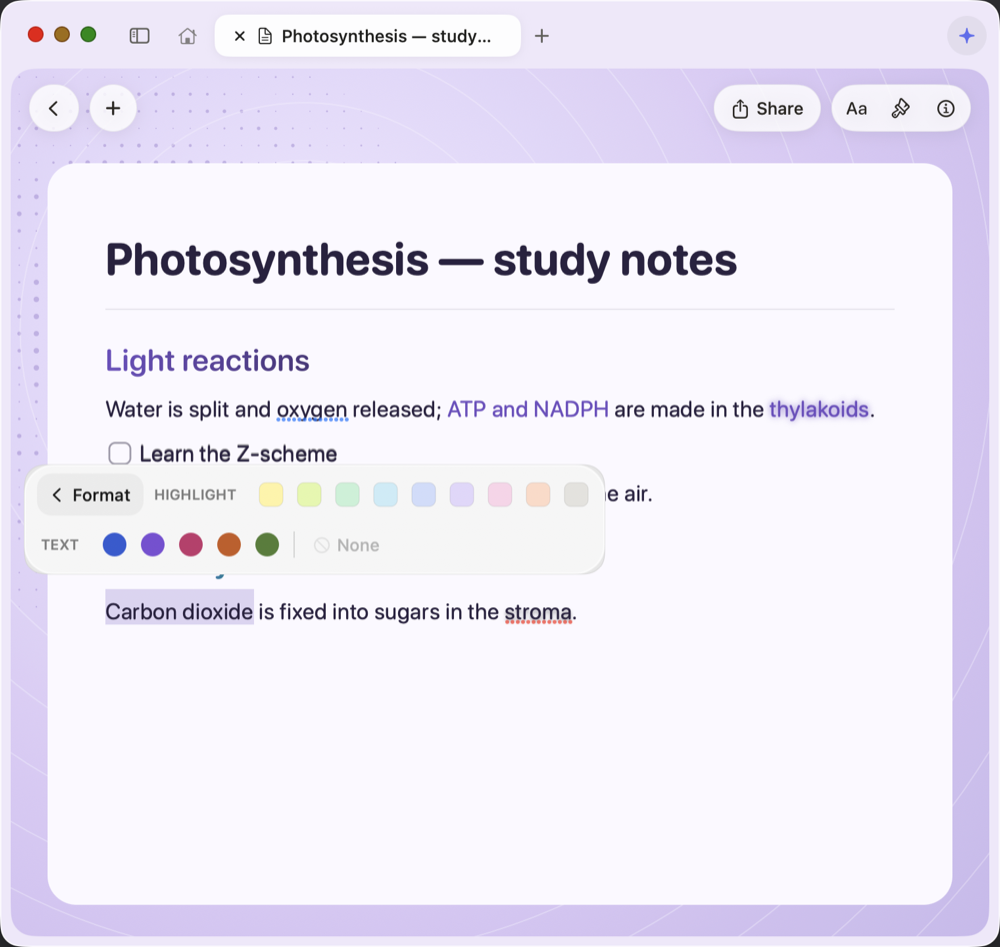 Photosynthesis — study...
Share
Aa
Photosynthesis — study notes
Light reactions
Water is split and oxygen released; ATP and NADPH are made in the thylakoids.
Learn the Z-scheme
e air.
Format
HIGHLIGHT
TEXT
None
Carbon dioxide is fixed into sugars in the stroma.